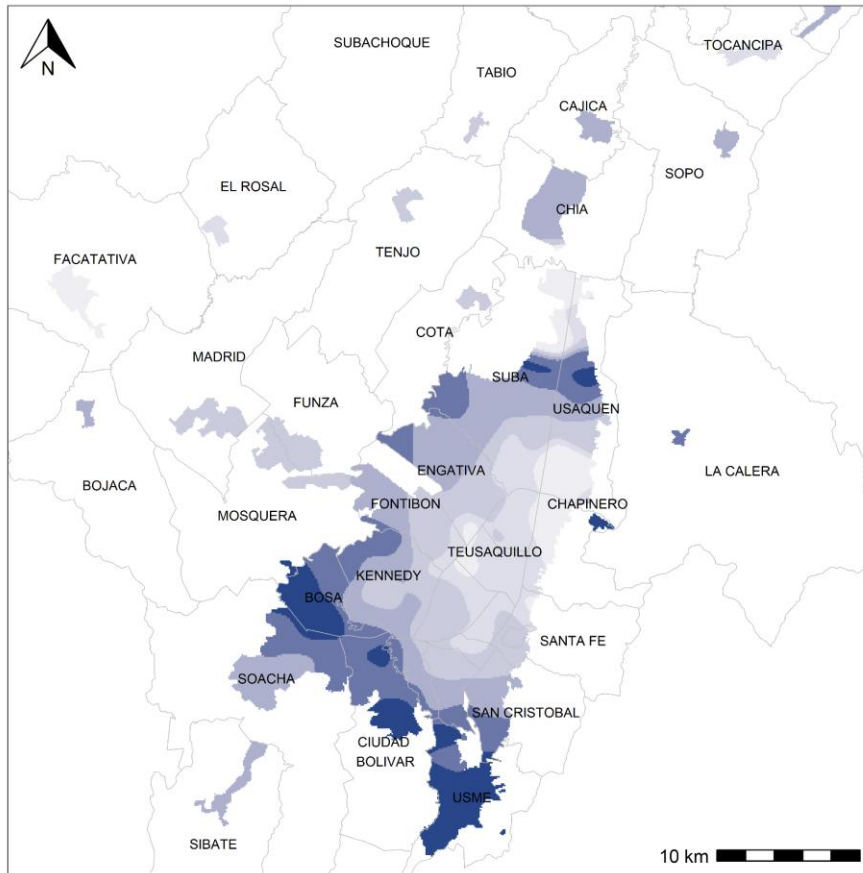 SUBACHOQUE
TOCANCIPA
N
TABIO
CAJICA
SOPO
EL ROSAL
CHIA
TENJO
FACATATIVA
COTA
MADRID
SUBA
FUNZA
USAQUEN
ENGATIVA
LA CALERA
BOJACA
FONTIBON
CHAPINERO
MOSQUERA
TEUSAQUILLO
KENNEDY
BOSA
SANTA FE
SOACHA
SAN CRISTOBAL
CIUDAD
BOLIVAR
USME
SIBATE
10 km